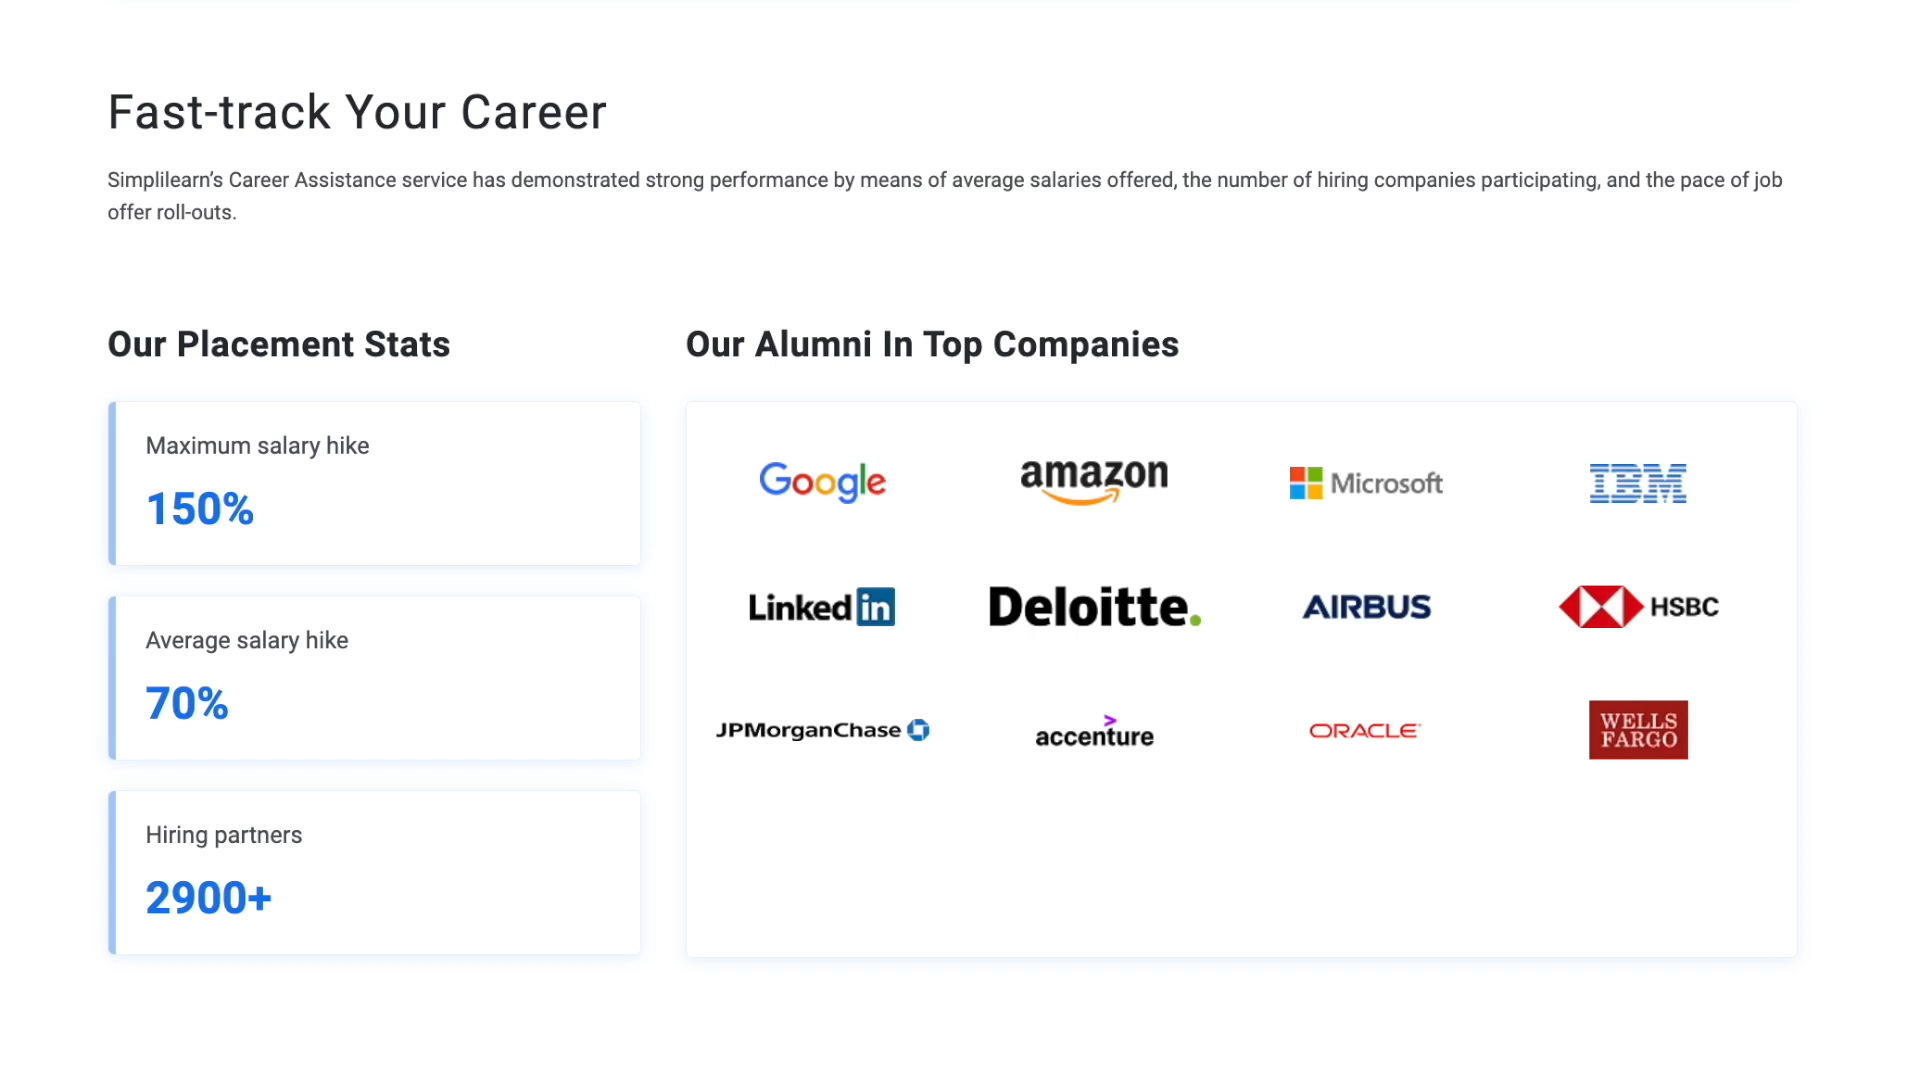 Fast-track Your Career
Simplilearn’s Career Assistance service has demonstrated strong performance by means of average salaries offered, the number of hiring companies participating, and the pace of job
offer roll-outs.
Our Placement Stats
Maximum salary hike
150%
Average salary hike
70%
Hiring partners
2900+
Our Alumni In Top Companies
Google amazon Microsoft IBM
Linked in Deloitte. AIRBUS HSBC
JPMorganChase accenture ORACLE WELLS
FARGO